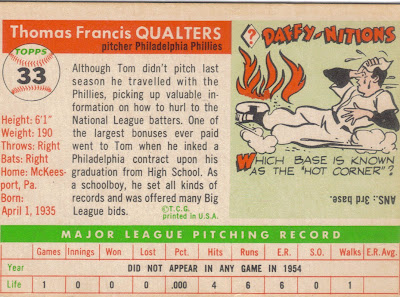 Thomas Francis QUALTERS
pitcher Philadelphia Phillies
TOPPS
33
Height: 6'1"
Weight: 190
Throws: Right
Bats: Right
Home: McKees-
port, Pa.
Born:
April 1, 1935
Although Tom didn't pitch last
season he travelled with the
Phillies, picking up valuable in-
formation on how to hurl to the
National League batters. One of
the largest bonuses ever paid
went to Tom when he inked a
Philadelphia contract upon his
graduation from High School. As
a schoolboy, he set all kinds of
records and was offered many Big
League bids.
©T.C.G.
printed in U.S.A.
? DAFFY-NITIONS
WHICH BASE IS KNOWN
AS THE "HOT CORNER"?
ANS.: 3rd base.
MAJOR LEAGUE PITCHING RECORD
Games Innings Won Lost Pct. Hits Runs E.R. S.O. Walks E.R.Avg.
Year DID NOT APPEAR IN ANY GAME IN 1954
Life 1 0 0 0 .000 4 6 6 0 1